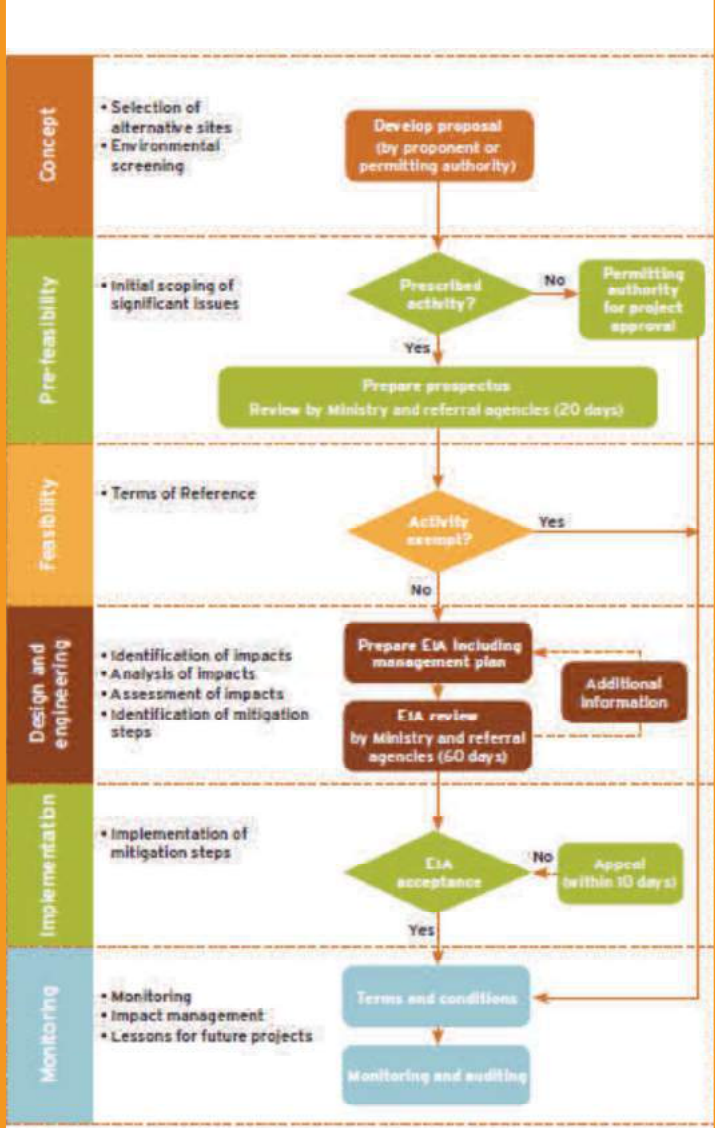 Concept
• Selection of
alternative sites
• Environmental
screening
Develop proposal
(by proponent or
permitting authority)
Pre-feasibility
• Initial scoping of
significant issues
Prescribed
activity?
No
Permitting
authority
for project
approval
Yes
Prepare prospectus
Review by Ministry and referral agencies (20 days)
Feasibility
• Terms of Reference
Activity
exempt?
Yes
No
Design and
engineering
• Identification of impacts
• Analysis of impacts
• Assessment of impacts
• Identification of mitigation
steps
Prepare EIA including
management plan
Additional
information
EIA review
by Ministry and referral
agencies (60 days)
Implementation
• Implementation of
mitigation steps
EIA
acceptance
No
Appeal
(within 10 days)
Yes
Monitoring
• Monitoring
• Impact management
• Lessons for future projects
Terms and conditions
Monitoring and auditing